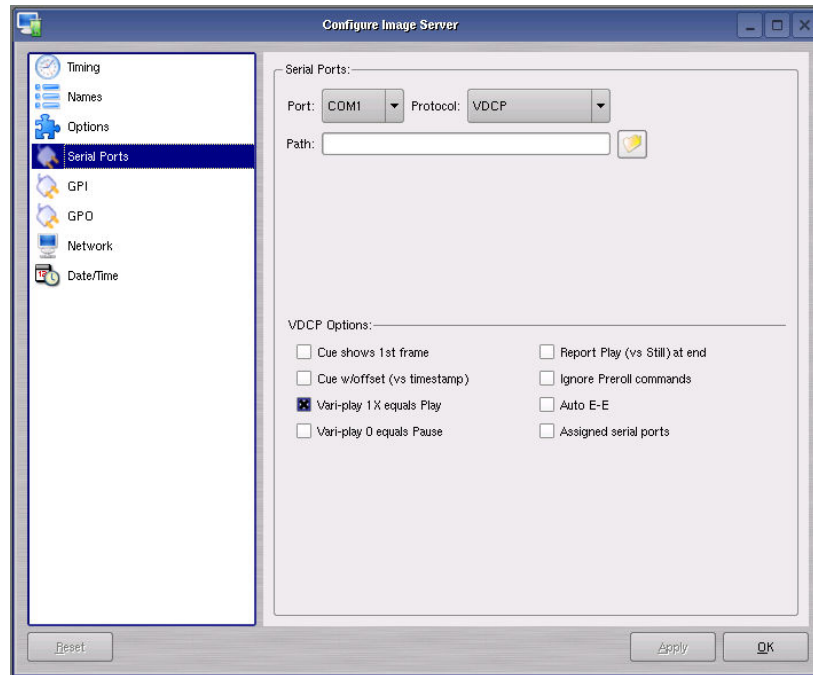 Configure Image Server
Timing
Names
Options
Serial Ports
GPI
GPO
Network
Date/Time
Serial Ports:
Port: COM1 Protocol: VDCP
Path:
VDCP Options:
Cue shows 1st frame
Cue w/offset (vs timestamp)
Vari-play 1X equals Play
Vari-play 0 equals Pause
Report Play (vs Still) at end
Ignore Preroll commands
Auto E-E
Assigned serial ports
Reset
Apply
OK